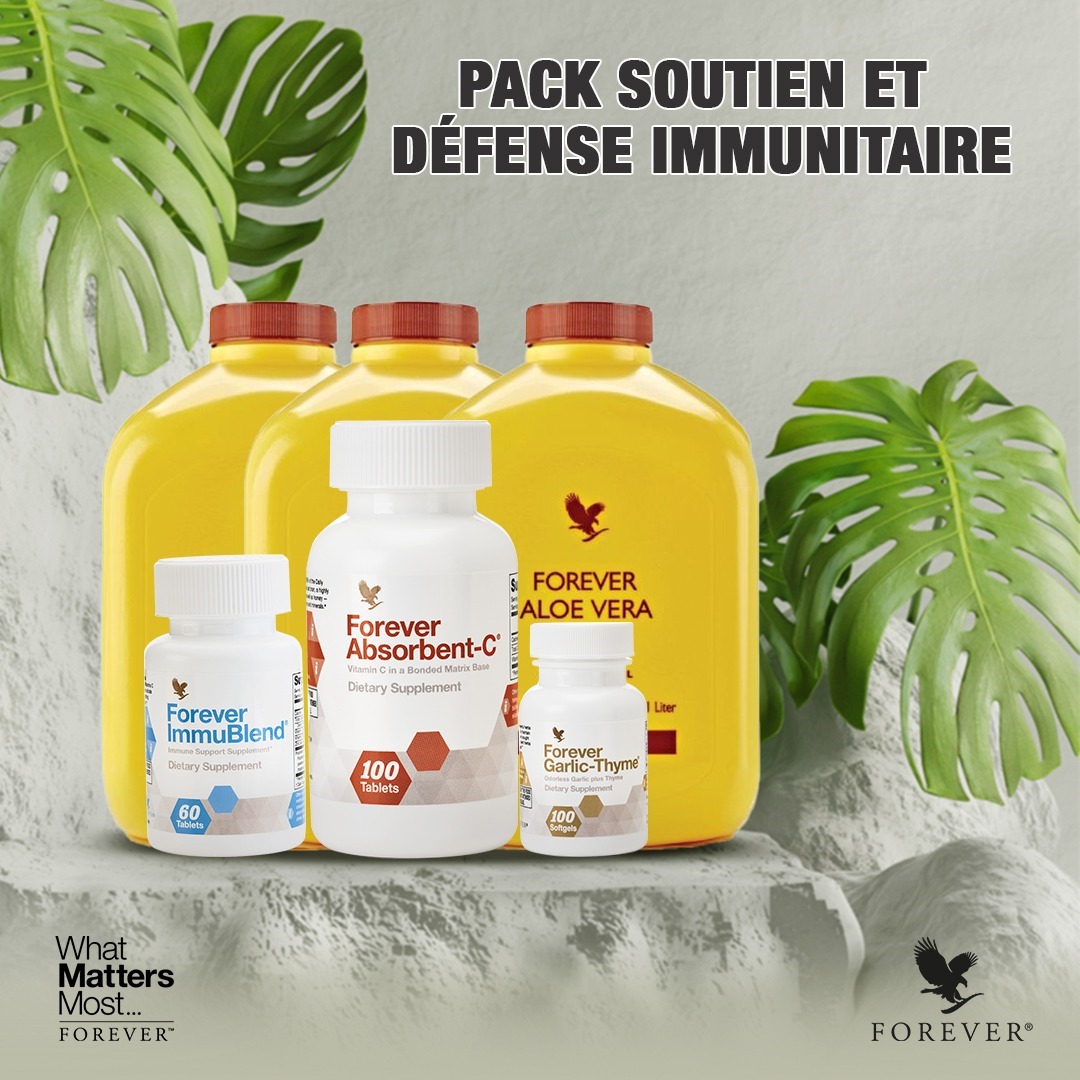 PACK SOUTIEN ET
DÉFENSE IMMUNITAIRE
FOREVER
ALOE VERA
1 Liter
Forever
Absorbent-C®
Vitamin C in a Bonded Matrix Base
Dietary Supplement
100
Tablets
Forever
ImmuBlend®
Immune Support Supplement*
Dietary Supplement
60
Tablets
Forever
Garlic-Thyme®
Odorless Garlic plus Thyme
Dietary Supplement
100
Softgels
What
Matters
Most...
FOREVER™
FOREVER®